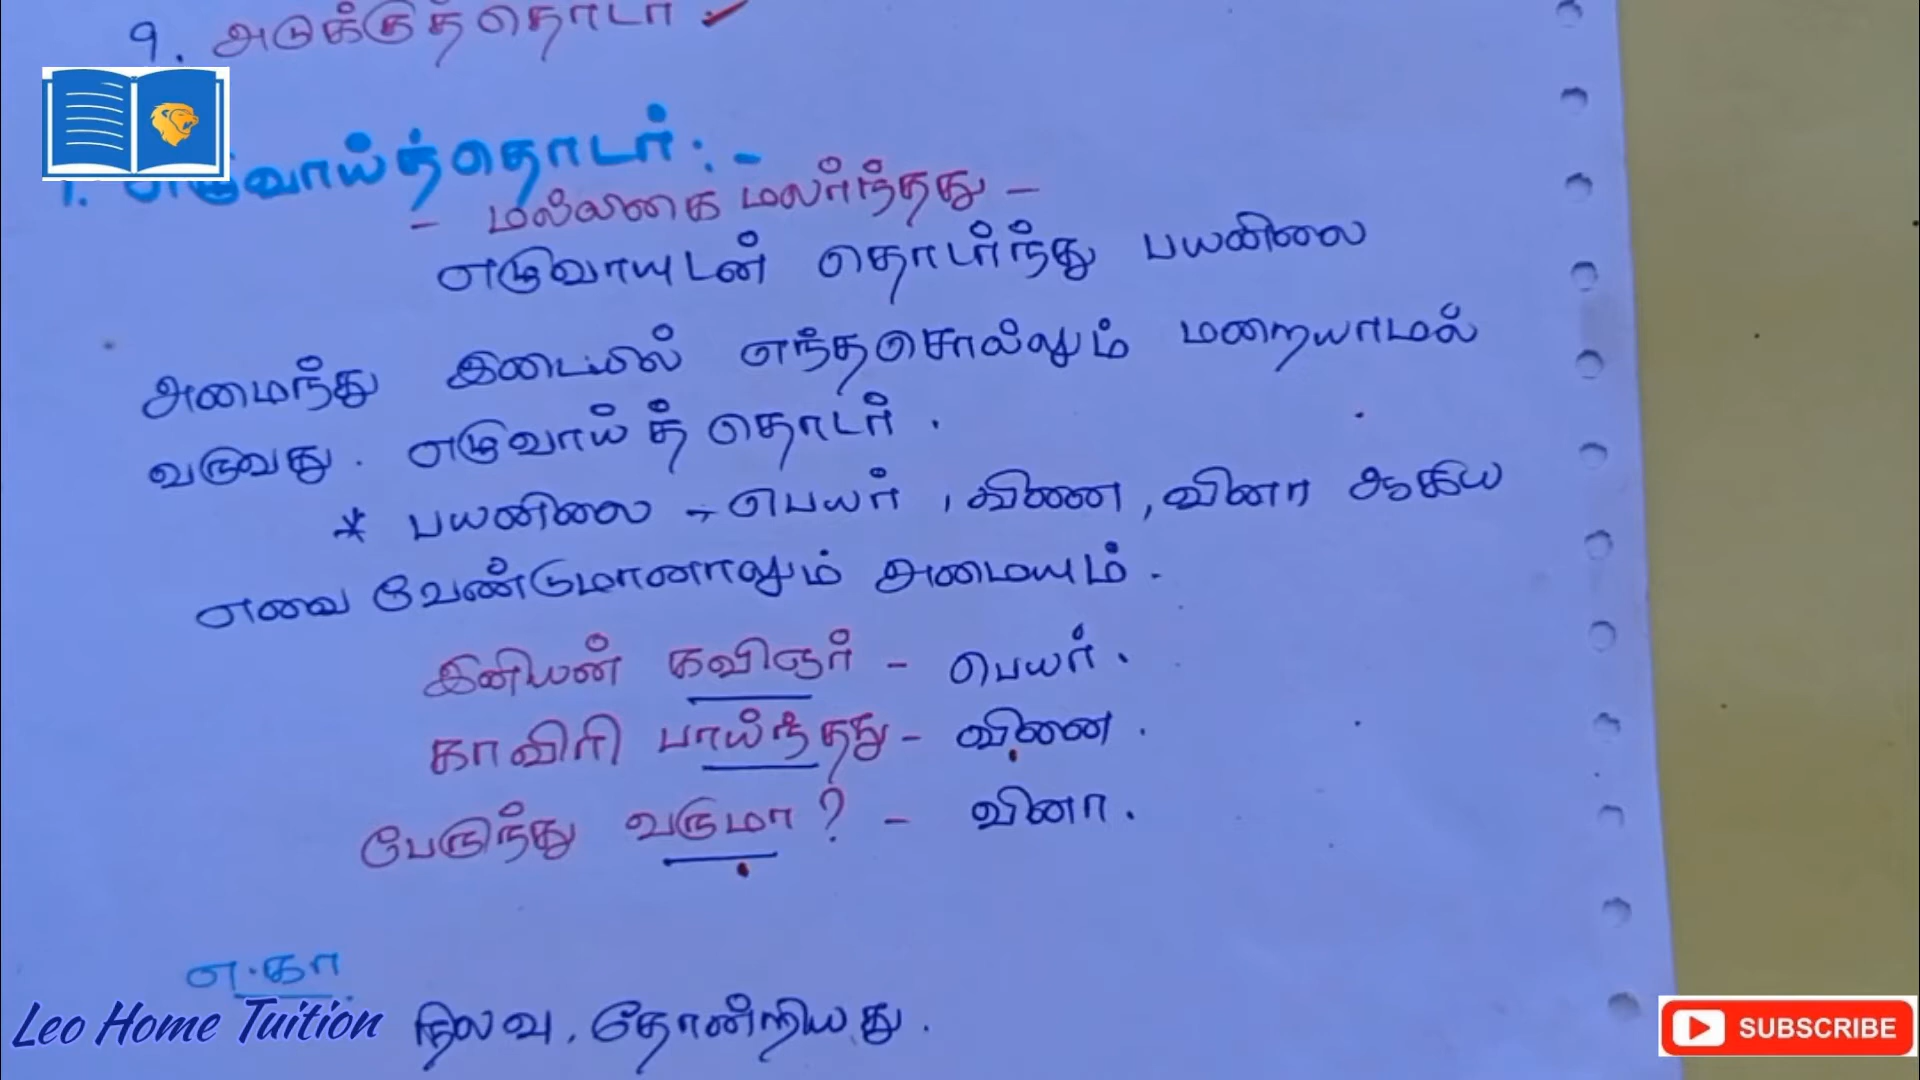 9. அடுக்குத்தொடர்
1. எழுவாய்த்தொடர் :-
- மல்லிகை மலர்ந்தது -
எழுவாயுடன் தொடர்ந்து பயனிலை
அமைந்து இடையில் எந்தசொல்லும் மறையாமல்
வருவது. எழுவாய்த் தொடர்.
* பயனிலை → பெயர், வினை, வினா ஆகிய
எவை வேண்டுமானாலும் அமையும்.
இனியன் கவிஞர் - பெயர்.
காவிரி பாய்ந்தது - வினை.
பேருந்து வருமா? - வினா.
எ.கா
Leo Home Tuition
நிலவு தோன்றியது.
SUBSCRIBE